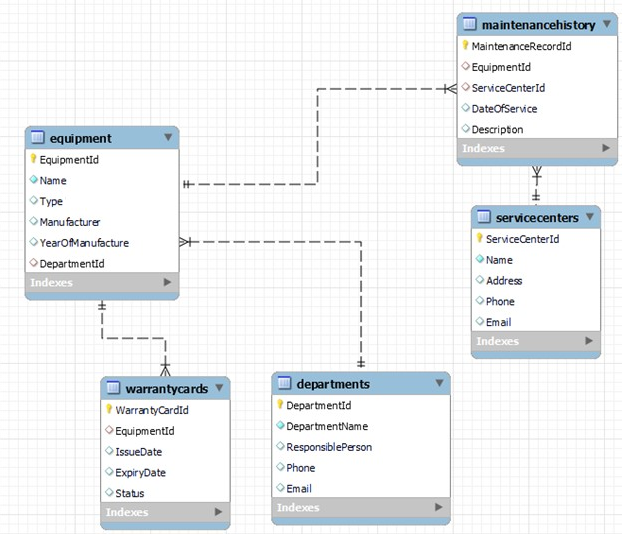 maintenancehistory
MaintenanceRecordId
EquipmentId
ServiceCenterId
DateOfService
Description
Indexes
equipment
EquipmentId
Name
Type
Manufacturer
YearOfManufacture
DepartmentId
Indexes
servicecenters
ServiceCenterId
Name
Address
Phone
Email
Indexes
warrantycards
WarrantyCardId
EquipmentId
IssueDate
ExpiryDate
Status
Indexes
departments
DepartmentId
DepartmentName
ResponsiblePerson
Phone
Email
Indexes